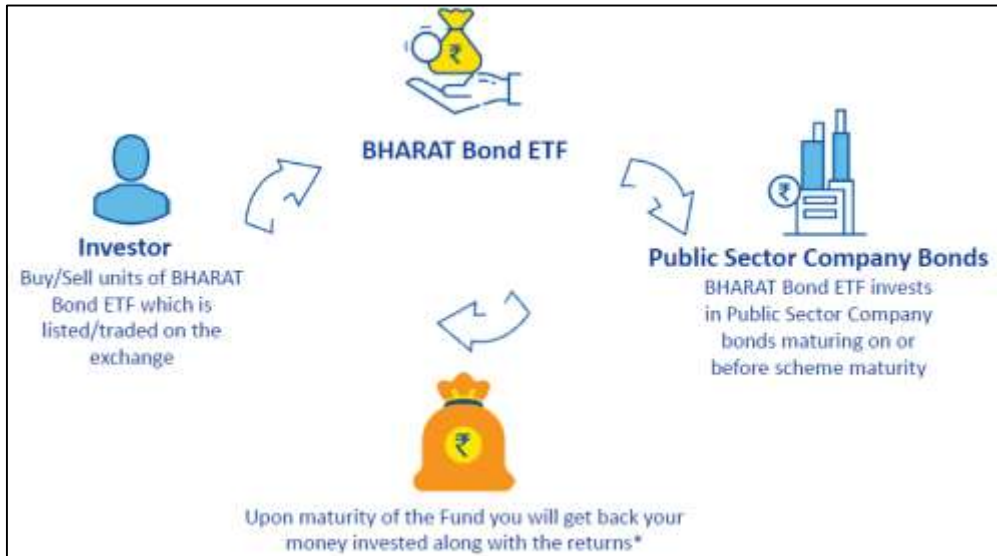 ₹
BHARAT Bond ETF
Investor
Buy/Sell units of BHARAT
Bond ETF which is
listed/traded on the
exchange
₹
Public Sector Company Bonds
BHARAT Bond ETF invests
in Public Sector Company
bonds maturing on or
before scheme maturity
₹
Upon maturity of the Fund you will get back your
money invested along with the returns*